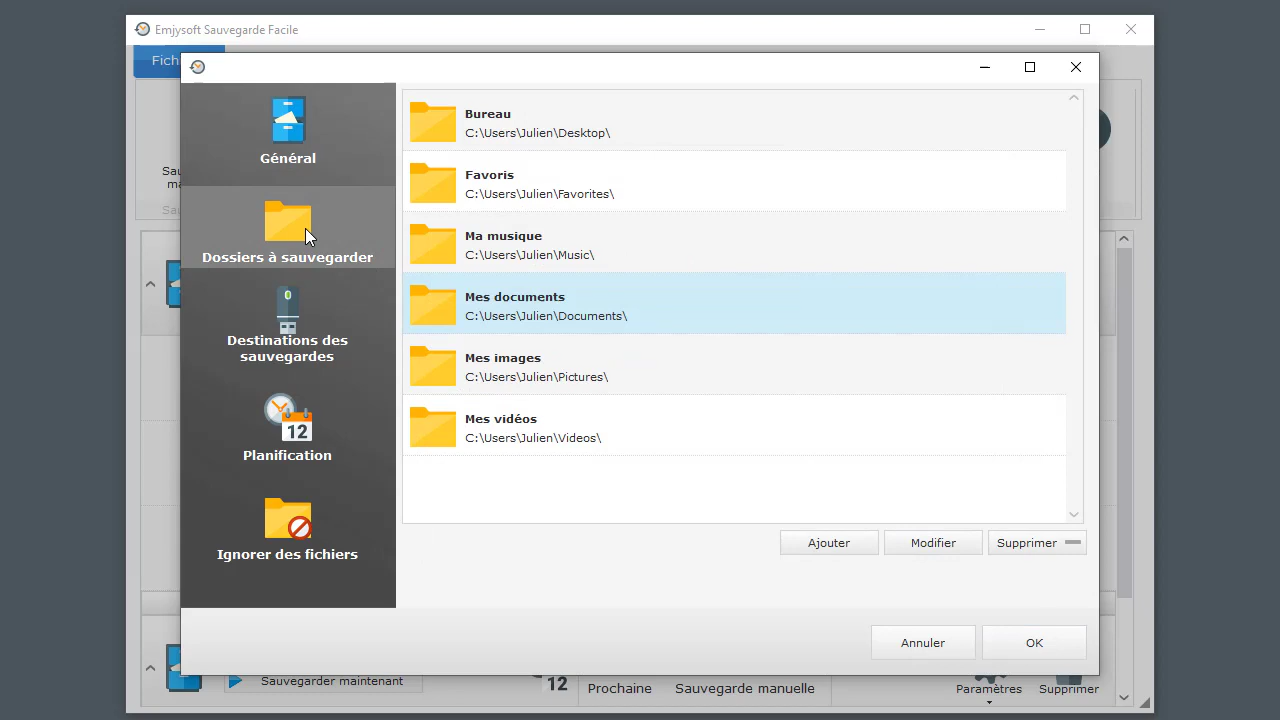 Emjysoft Sauvegarde Facile
Général
Dossiers à sauvegarder
Destinations des
sauvegardes
12
Planification
Ignorer des fichiers
Bureau
C:\Users\Julien\Desktop\
Favoris
C:\Users\Julien\Favorites\
Ma musique
C:\Users\Julien\Music\
Mes documents
C:\Users\Julien\Documents\
Mes images
C:\Users\Julien\Pictures\
Mes vidéos
C:\Users\Julien\Videos\
Ajouter
Modifier
Supprimer
Annuler
OK
Sauvegarder maintenant
12
Prochaine
Sauvegarde manuelle
Paramètres
Supprimer